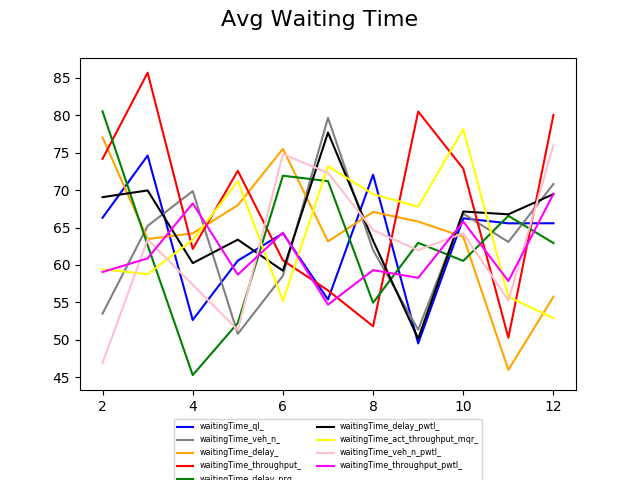 Avg Waiting Time
85
80
75
70
65
60
55
50
45
2 4 6 8 10 12
waitingTime_ql_
waitingTime_veh_n_
waitingTime_delay_
waitingTime_throughput_
waitingTime_delay_prg_
waitingTime_delay_pwtl_
waitingTime_act_throughput_mqr_
waitingTime_veh_n_pwtl_
waitingTime_throughput_pwtl_